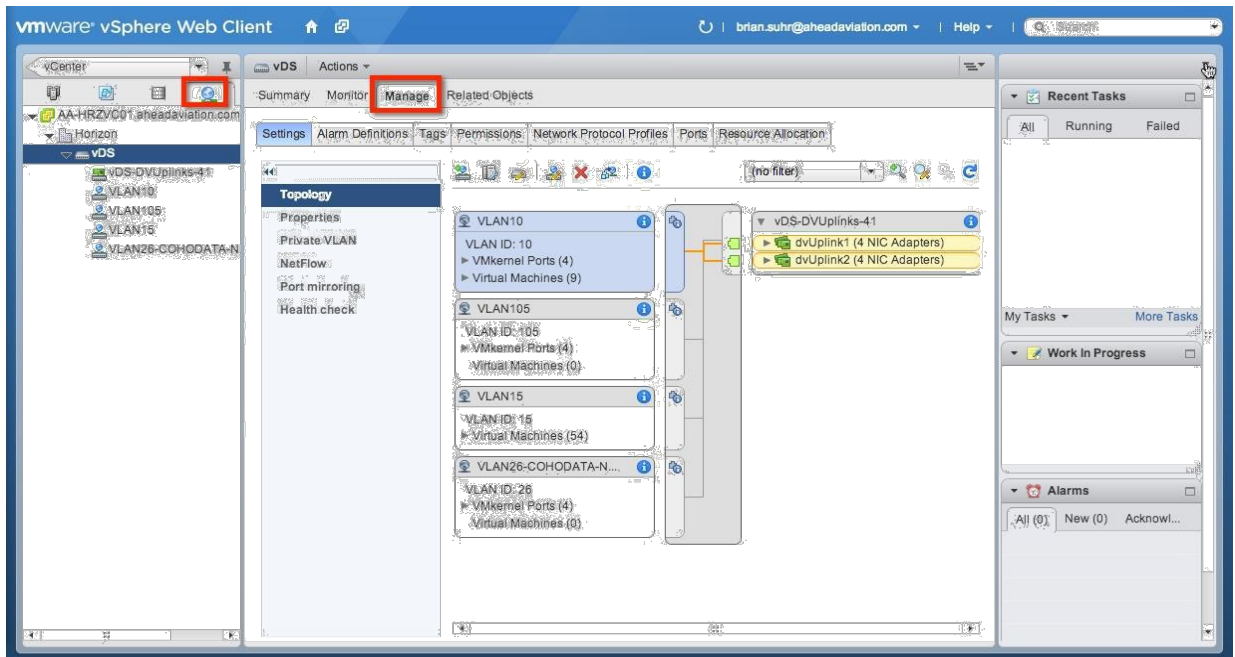 vmware® vSphere Web Client
brian.suhr@aheadaviation.com
Help
Search
vCenter
AA-HRZVC01.aheadaviation.com
Horizon
vDS
vDS-DVUplinks-41
VLAN10
VLAN105
VLAN15
VLAN26-COHODATA-N
vDS
Actions
Summary
Monitor
Manage
Related Objects
Settings
Alarm Definitions
Tags
Permissions
Network Protocol Profiles
Ports
Resource Allocation
Topology
Properties
Private VLAN
NetFlow
Port mirroring
Health check
(no filter)
VLAN10
VLAN ID: 10
VMkernel Ports (4)
Virtual Machines (9)
VLAN105
VLAN ID: 105
VMkernel Ports (4)
Virtual Machines (0)
VLAN15
VLAN ID: 15
Virtual Machines (54)
VLAN26-COHODATA-N...
VLAN ID: 26
VMkernel Ports (4)
Virtual Machines (0)
vDS-DVUplinks-41
dvUplink1 (4 NIC Adapters)
dvUplink2 (4 NIC Adapters)
Recent Tasks
All
Running
Failed
My Tasks
More Tasks
Work In Progress
Alarms
All (0)
New (0)
Acknowl...